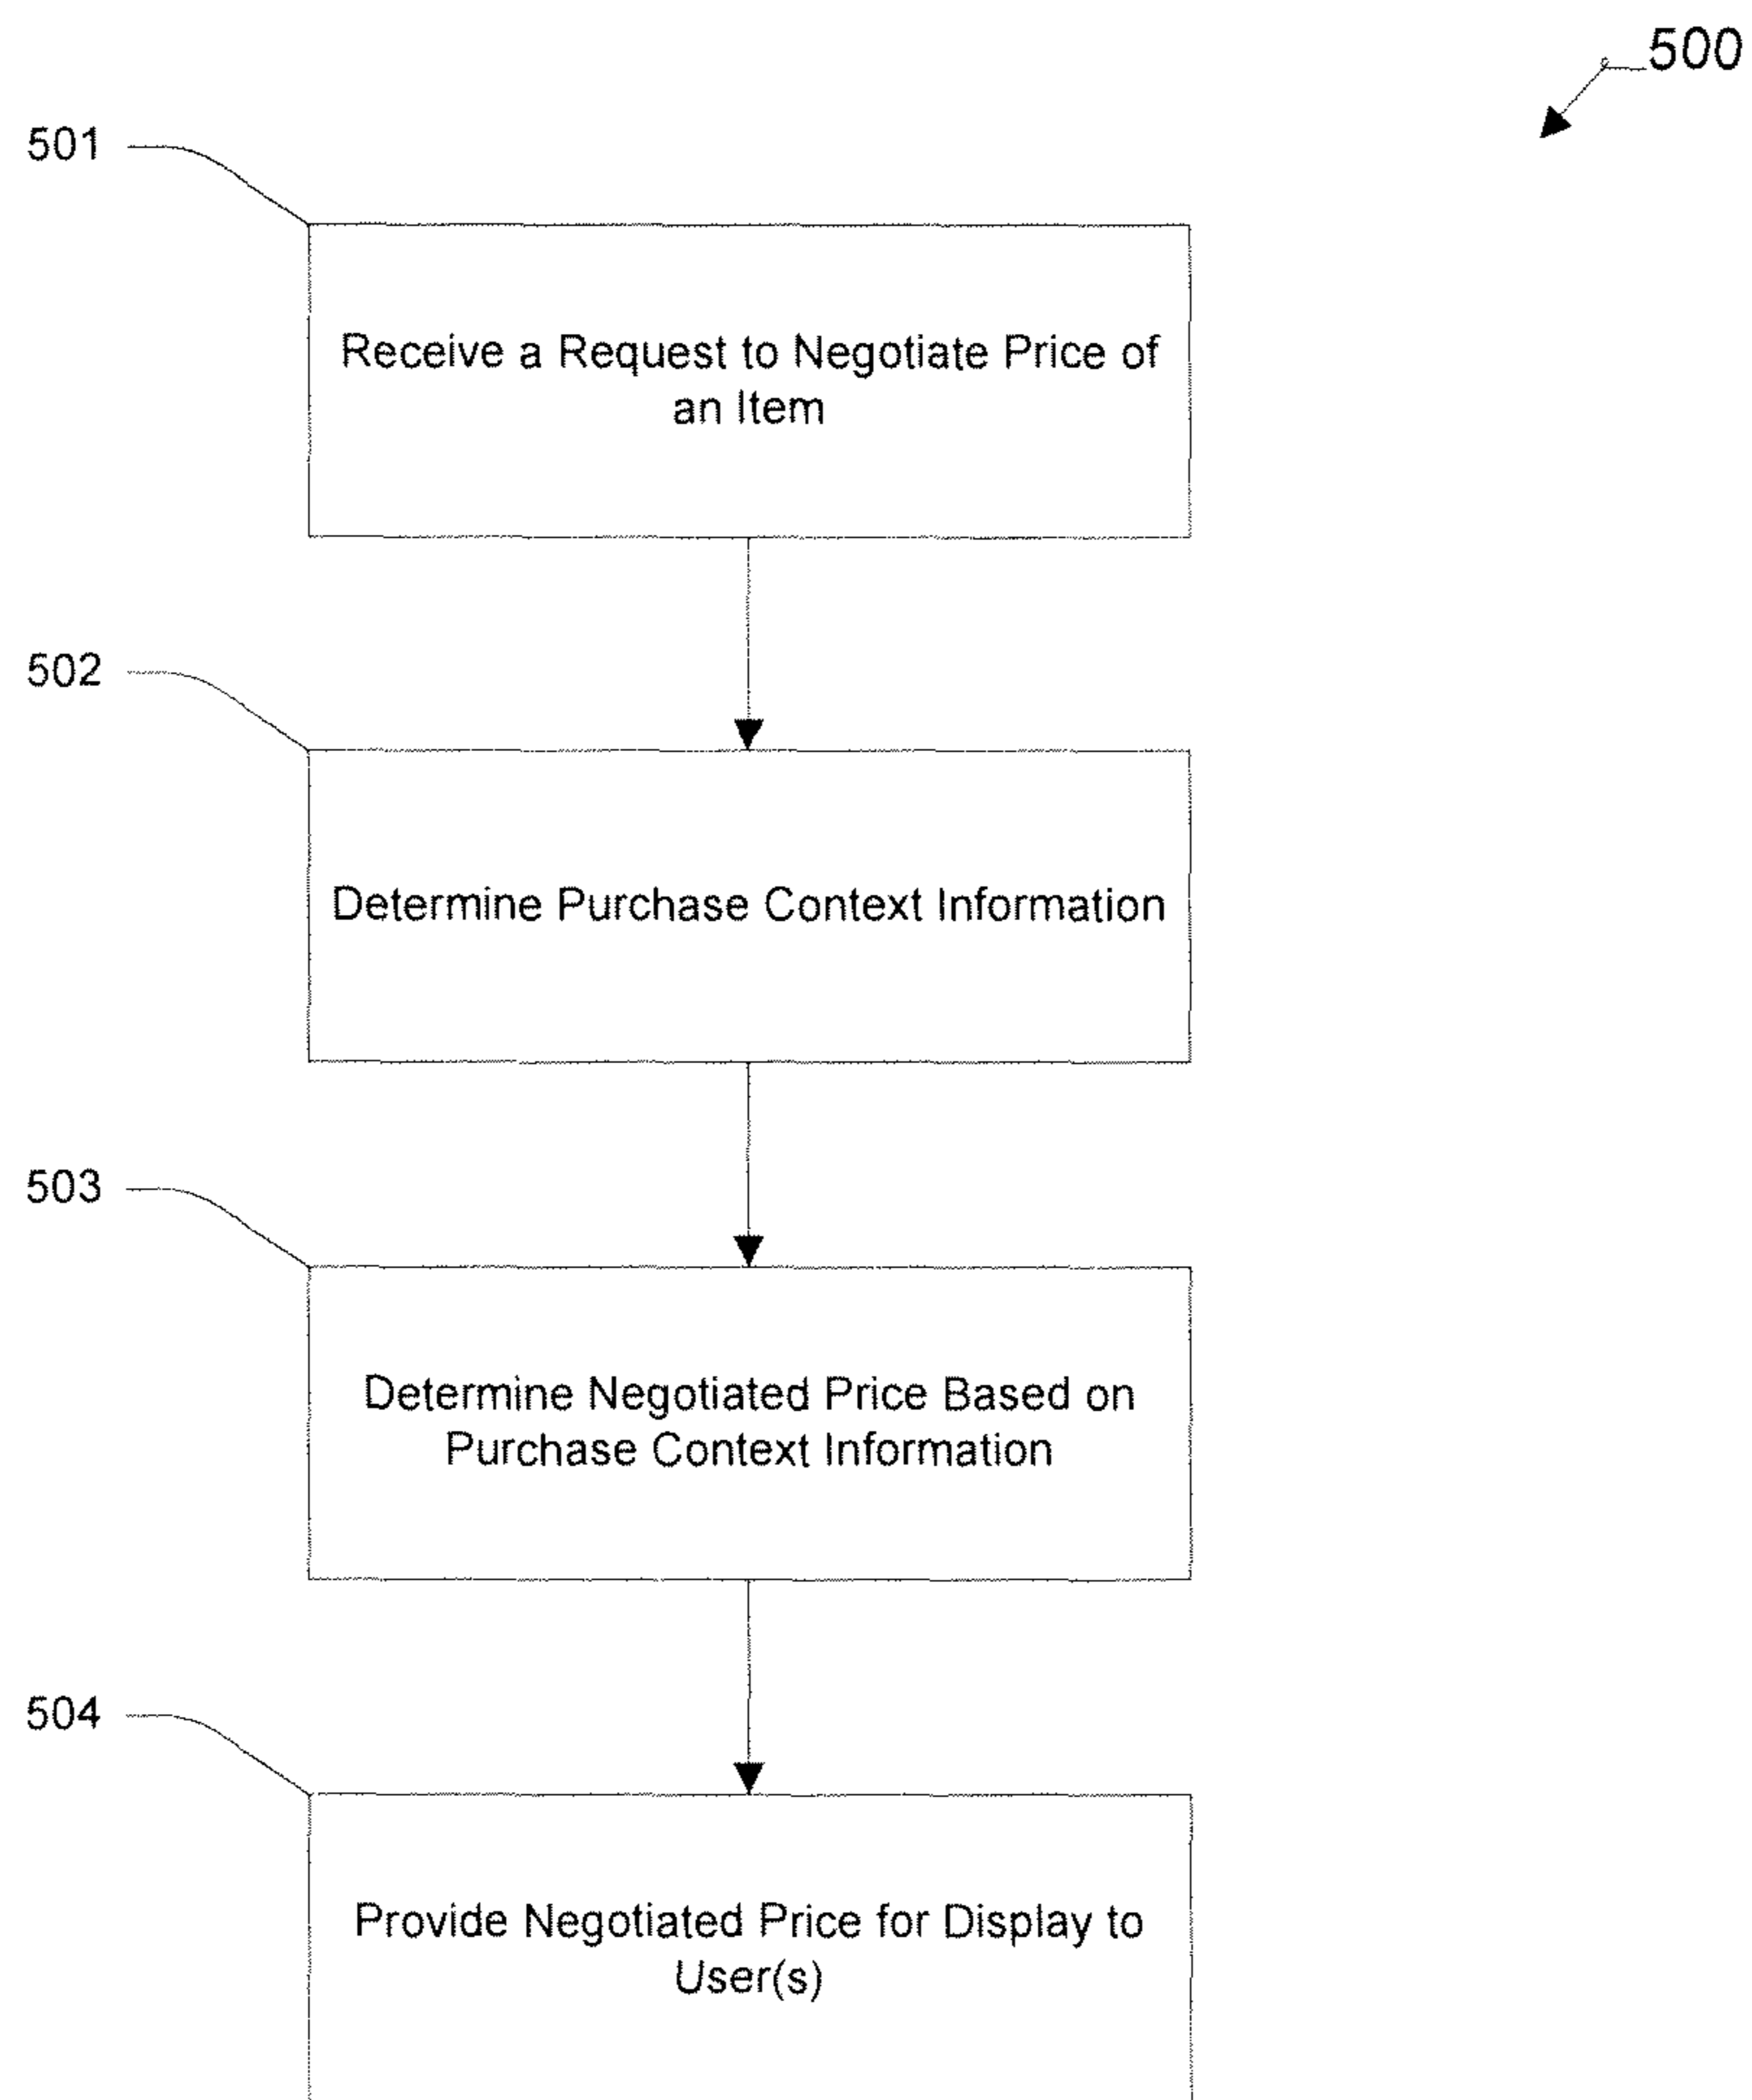 500
501
Receive a Request to Negotiate Price of
an Item
502
Determine Purchase Context Information
503
Determine Negotiated Price Based on
Purchase Context Information
504
Provide Negotiated Price for Display to
User(s)